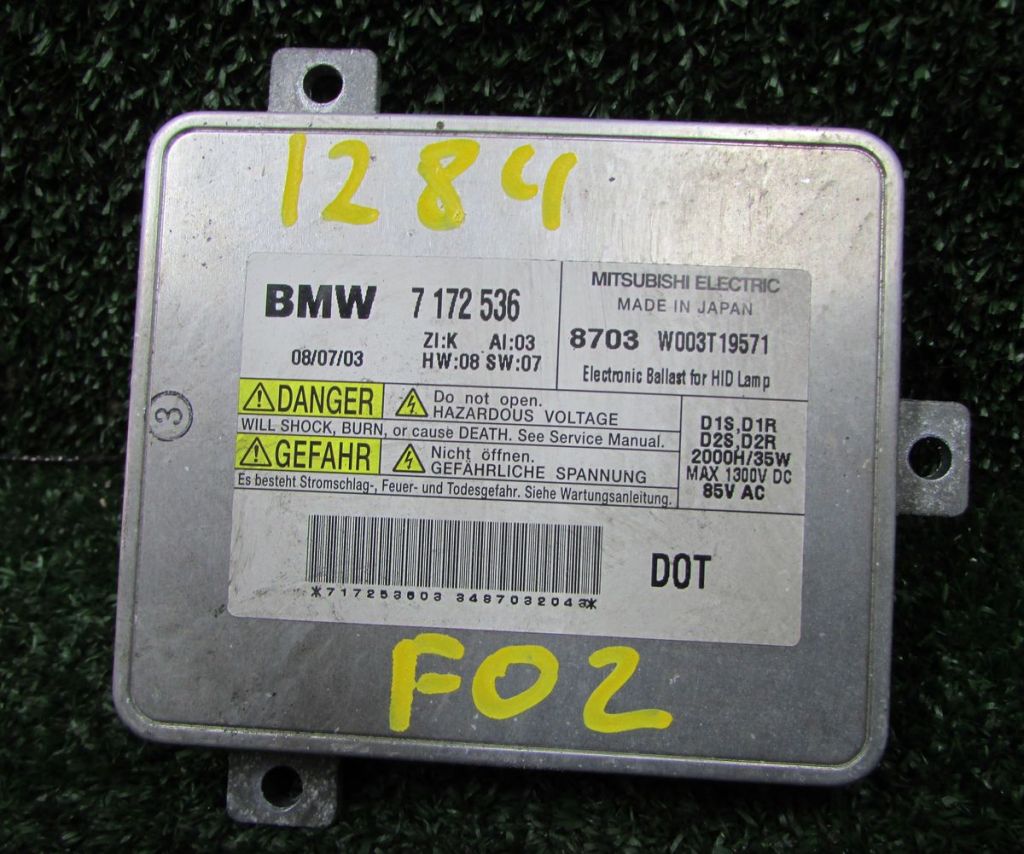 1284
BMW 7 172 536
ZI:K AI:03
08/07/03 HW:08 SW:07
MITSUBISHI ELECTRIC
MADE IN JAPAN
8703 W003T19571
Electronic Ballast for HID Lamp
3
DANGER
Do not open.
HAZARDOUS VOLTAGE
WILL SHOCK, BURN, or cause DEATH. See Service Manual.
GEFAHR
Nicht öffnen.
GEFÄHRLICHE SPANNUNG
Es besteht Stromschlag-, Feuer- und Todesgefahr. Siehe Wartungsanleitung.
D1S,D1R
D2S,D2R
2000H/35W
MAX 1300V DC
85V AC
*717253603 3487032043*
DOT
F02